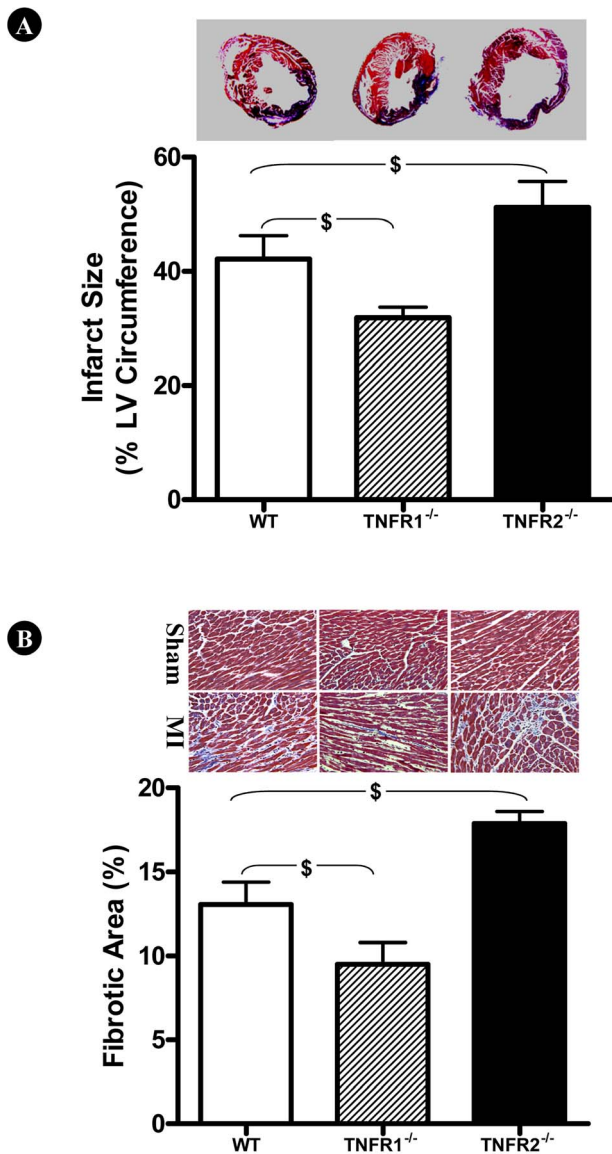 A
60
40
20
0
Infarct Size
(% LV Circumference)
$
$
WT TNFR1-/- TNFR2-/-
B
Sham
MI
20
15
10
5
0
Fibrotic Area (%)
$
$
WT TNFR1-/- TNFR2-/-